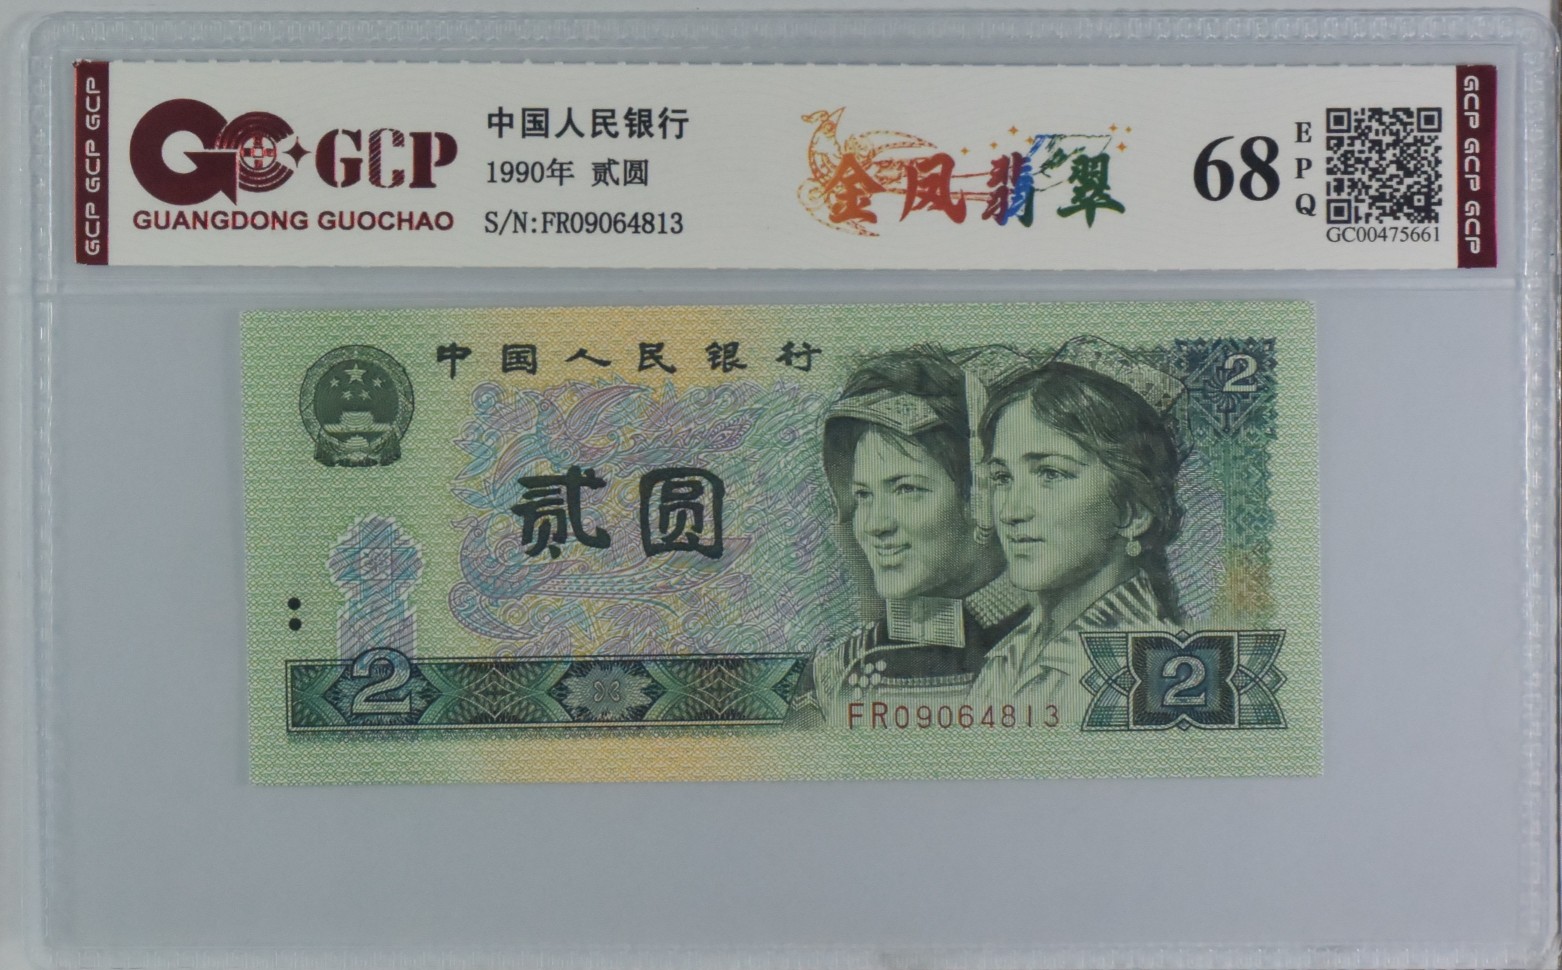 GCP GCP GCP
GCP
GUANGDONG GUOCHAO
中国人民银行
1990年 贰圆
S/N:FR09064813
金凤翡翠
68
E
P
Q
GC00475661
GCP GCP GCP
中国人民银行
2
贰圆
2
FR09064813
2